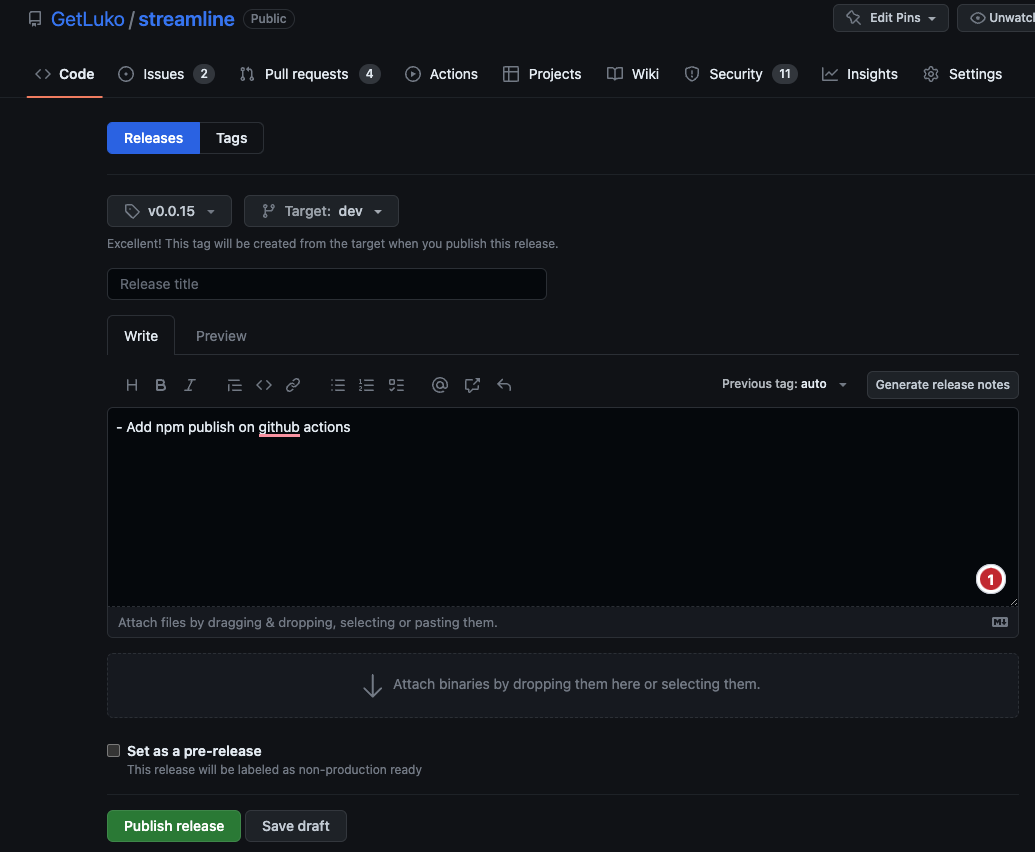 GetLuko / streamline Public Edit Pins
Code Issues 2 Pull requests 4 Actions Projects Wiki Security 11 Insights Settings
Releases Tags
v0.0.15 Target: dev
Excellent! This tag will be created from the target when you publish this release.
Release title
Write Preview
H B I @ Previous tag: auto Generate release notes
- Add npm publish on github actions
1
Attach files by dragging & dropping, selecting or pasting them.
Attach binaries by dropping them here or selecting them.
Set as a pre-release
This release will be labeled as non-production ready
Publish release Save draft